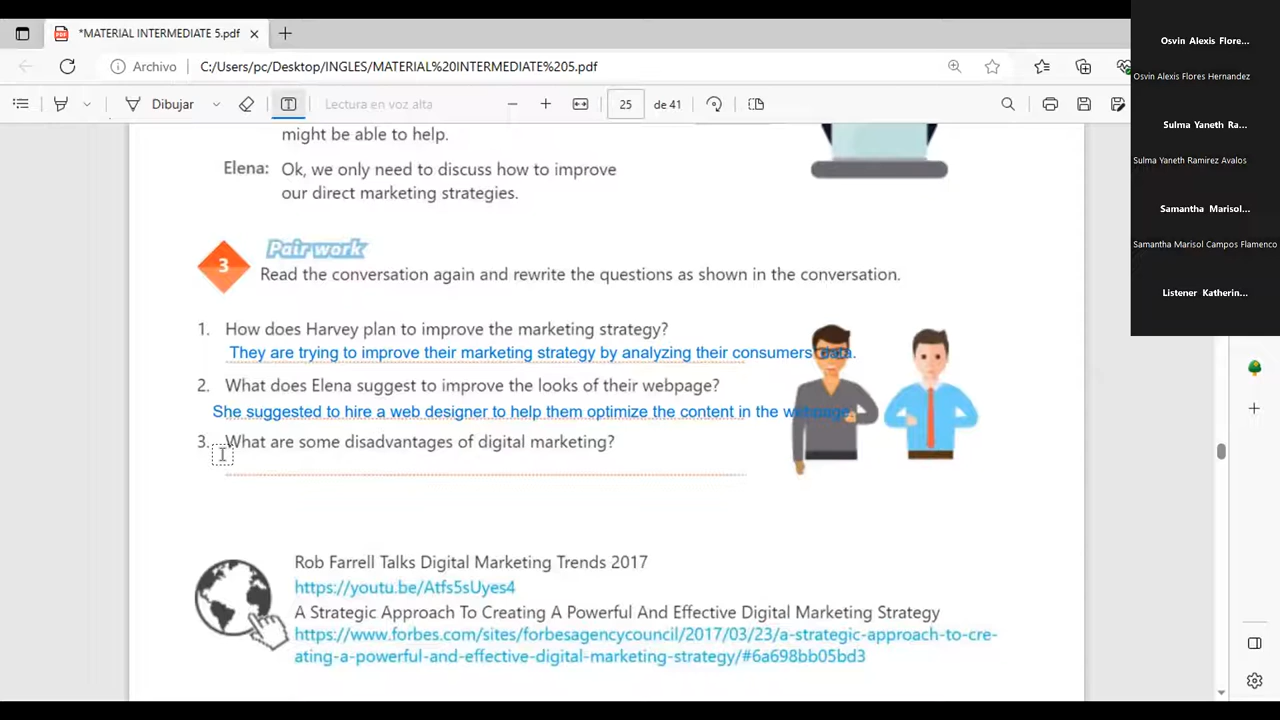 *MATERIAL INTERMEDIATE 5.pdf
Archivo
C:/Users/pc/Desktop/INGLES/MATERIAL%20INTERMEDIATE%205.pdf
Dibujar
Lectura en voz alta
25
de 41
might be able to help.
Elena: Ok, we only need to discuss how to improve
our direct marketing strategies.
Pair work
3
Read the conversation again and rewrite the questions as shown in the conversation.
1. How does Harvey plan to improve the marketing strategy?
They are trying to improve their marketing strategy by analyzing their consumers data.
2. What does Elena suggest to improve the looks of their webpage?
She suggested to hire a web designer to help them optimize the content in the webpage.
3. What are some disadvantages of digital marketing?
Rob Farrell Talks Digital Marketing Trends 2017
https://youtu.be/Atfs5sUyes4
A Strategic Approach To Creating A Powerful And Effective Digital Marketing Strategy
https://www.forbes.com/sites/forbesagencycouncil/2017/03/23/a-strategic-approach-to-cre-
ating-a-powerful-and-effective-digital-marketing-strategy/#6a698bb05bd3
Osvin Alexis Flore...
Osvin Alexis Flores Hernandez
Sulma Yaneth Ra...
Sulma Yaneth Ramirez Avalos
Samantha Marisol...
Samantha Marisol Campos Flamenco
Listener Katherin...